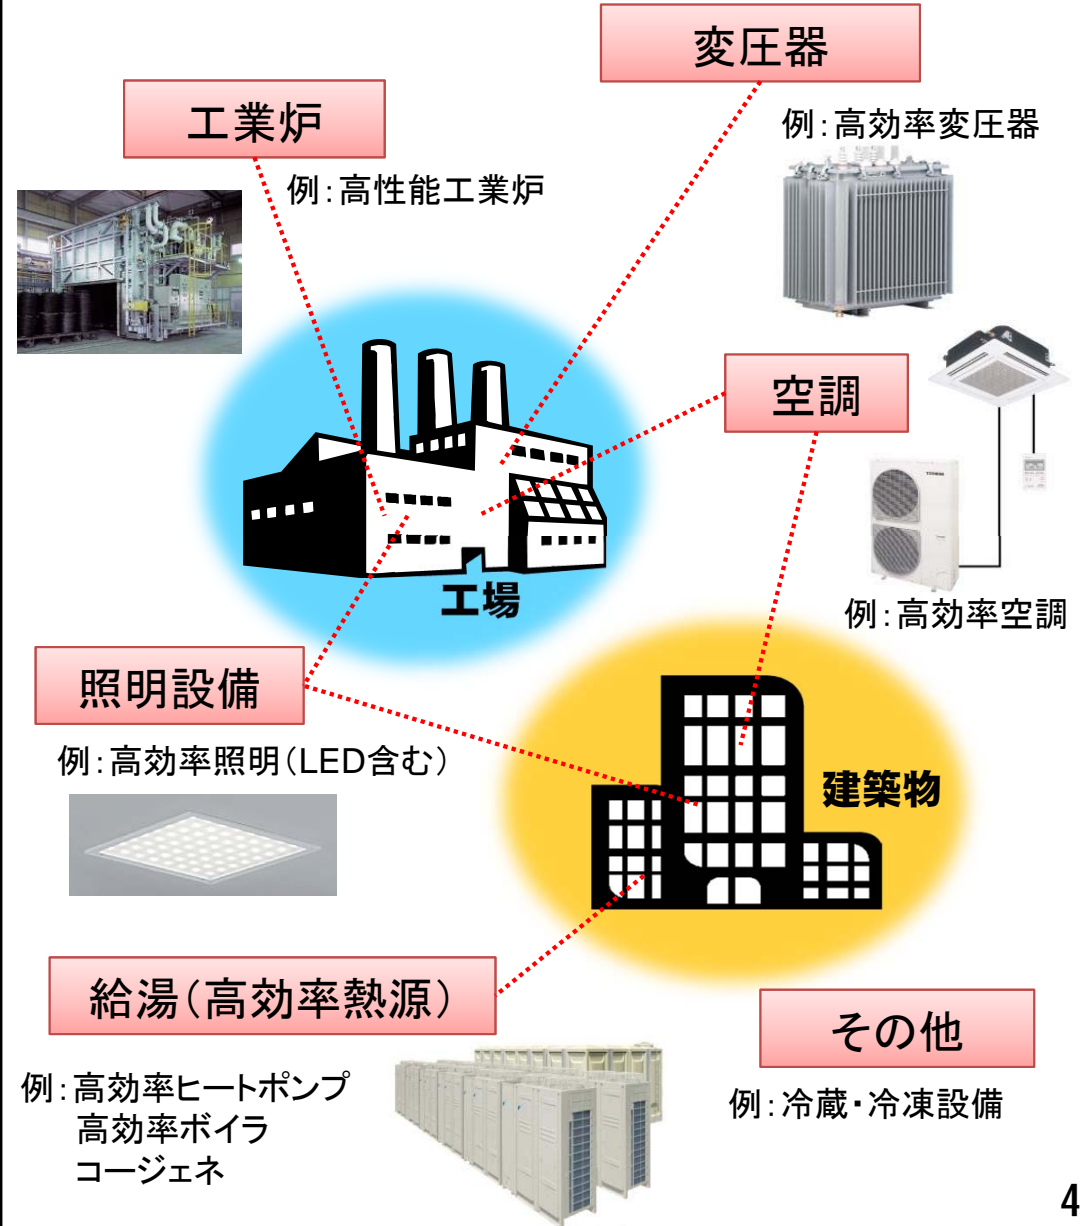 変圧器
工業炉
例：高効率変圧器
例：高性能工業炉
空調
TOSHIBA
工場
例：高効率空調
照明設備
例：高効率照明（LED含む）
建築物
給湯（高効率熱源）
その他
例：高効率ヒートポンプ
高効率ボイラ
コージェネ
例：冷蔵・冷凍設備
4